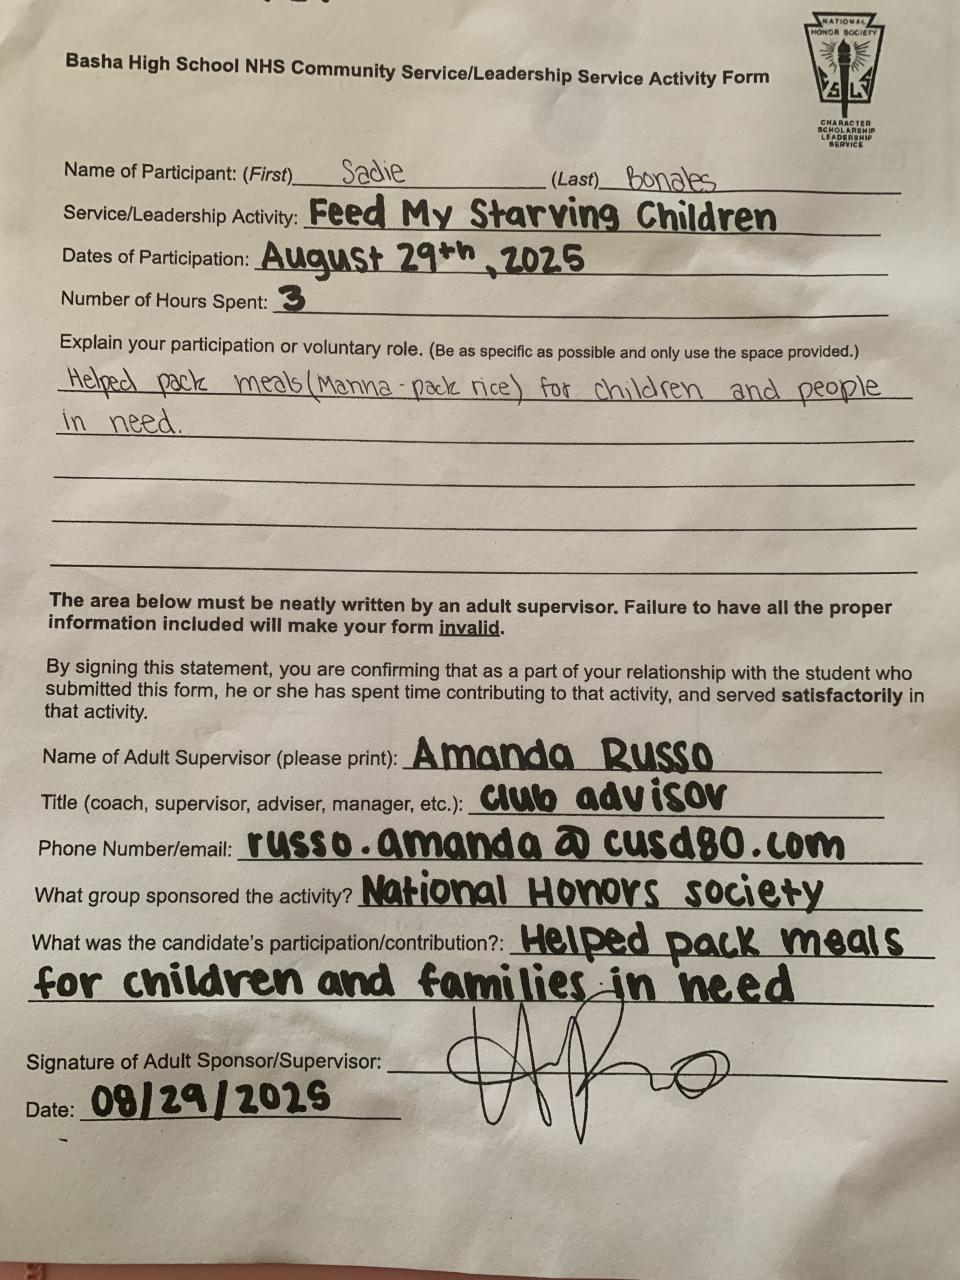 NATIONAL
HONOR SOCIETY
S L
CHARACTER
SCHOLARSHIP
LEADERSHIP
SERVICE
Basha High School NHS Community Service/Leadership Service Activity Form
Name of Participant: (First) Sadie (Last) Bonales
Service/Leadership Activity: Feed My Starving Children
Dates of Participation: August 29th, 2025
Number of Hours Spent: 3
Explain your participation or voluntary role. (Be as specific as possible and only use the space provided.)
Helped pack meals (Manna-pack rice) for children and people
in need.
The area below must be neatly written by an adult supervisor. Failure to have all the proper
information included will make your form invalid.
By signing this statement, you are confirming that as a part of your relationship with the student who
submitted this form, he or she has spent time contributing to that activity, and served satisfactorily in
that activity.
Name of Adult Supervisor (please print): Amanda Russo
Title (coach, supervisor, adviser, manager, etc.): club advisor
Phone Number/email: russo.amanda@cusd80.com
What group sponsored the activity? National Honors society
What was the candidate's participation/contribution?: Helped pack meals
for children and families in need
Signature of Adult Sponsor/Supervisor:
Date: 08/29/2025